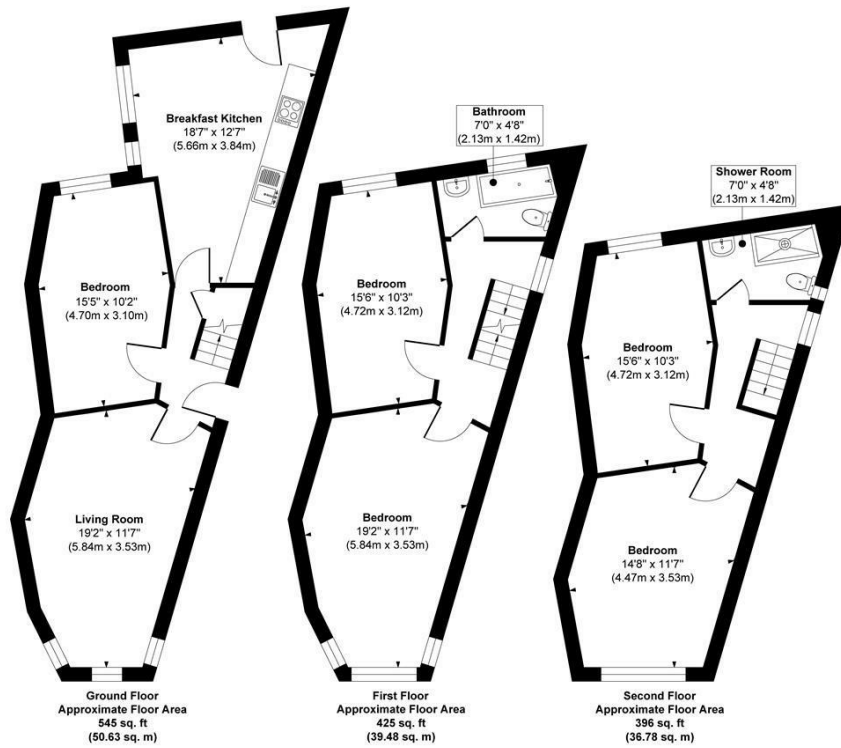 Breakfast Kitchen
18'7" x 12'7"
(5.66m x 3.84m)
Bedroom
15'5" x 10'2"
(4.70m x 3.10m)
Living Room
19'2" x 11'7"
(5.84m x 3.53m)
Ground Floor
Approximate Floor Area
545 sq. ft
(50.63 sq. m)
Bathroom
7'0" x 4'8"
(2.13m x 1.42m)
Bedroom
15'6" x 10'3"
(4.72m x 3.12m)
Bedroom
19'2" x 11'7"
(5.84m x 3.53m)
First Floor
Approximate Floor Area
425 sq. ft
(39.48 sq. m)
Shower Room
7'0" x 4'8"
(2.13m x 1.42m)
Bedroom
15'6" x 10'3"
(4.72m x 3.12m)
Bedroom
14'8" x 11'7"
(4.47m x 3.53m)
Second Floor
Approximate Floor Area
396 sq. ft
(36.78 sq. m)